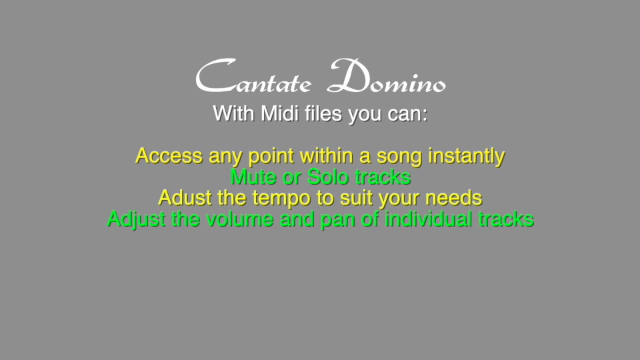 Cantate Domino
With Midi files you can:
Access any point within a song instantly
Mute or Solo tracks
Adust the tempo to suit your needs
Adjust the volume and pan of individual tracks